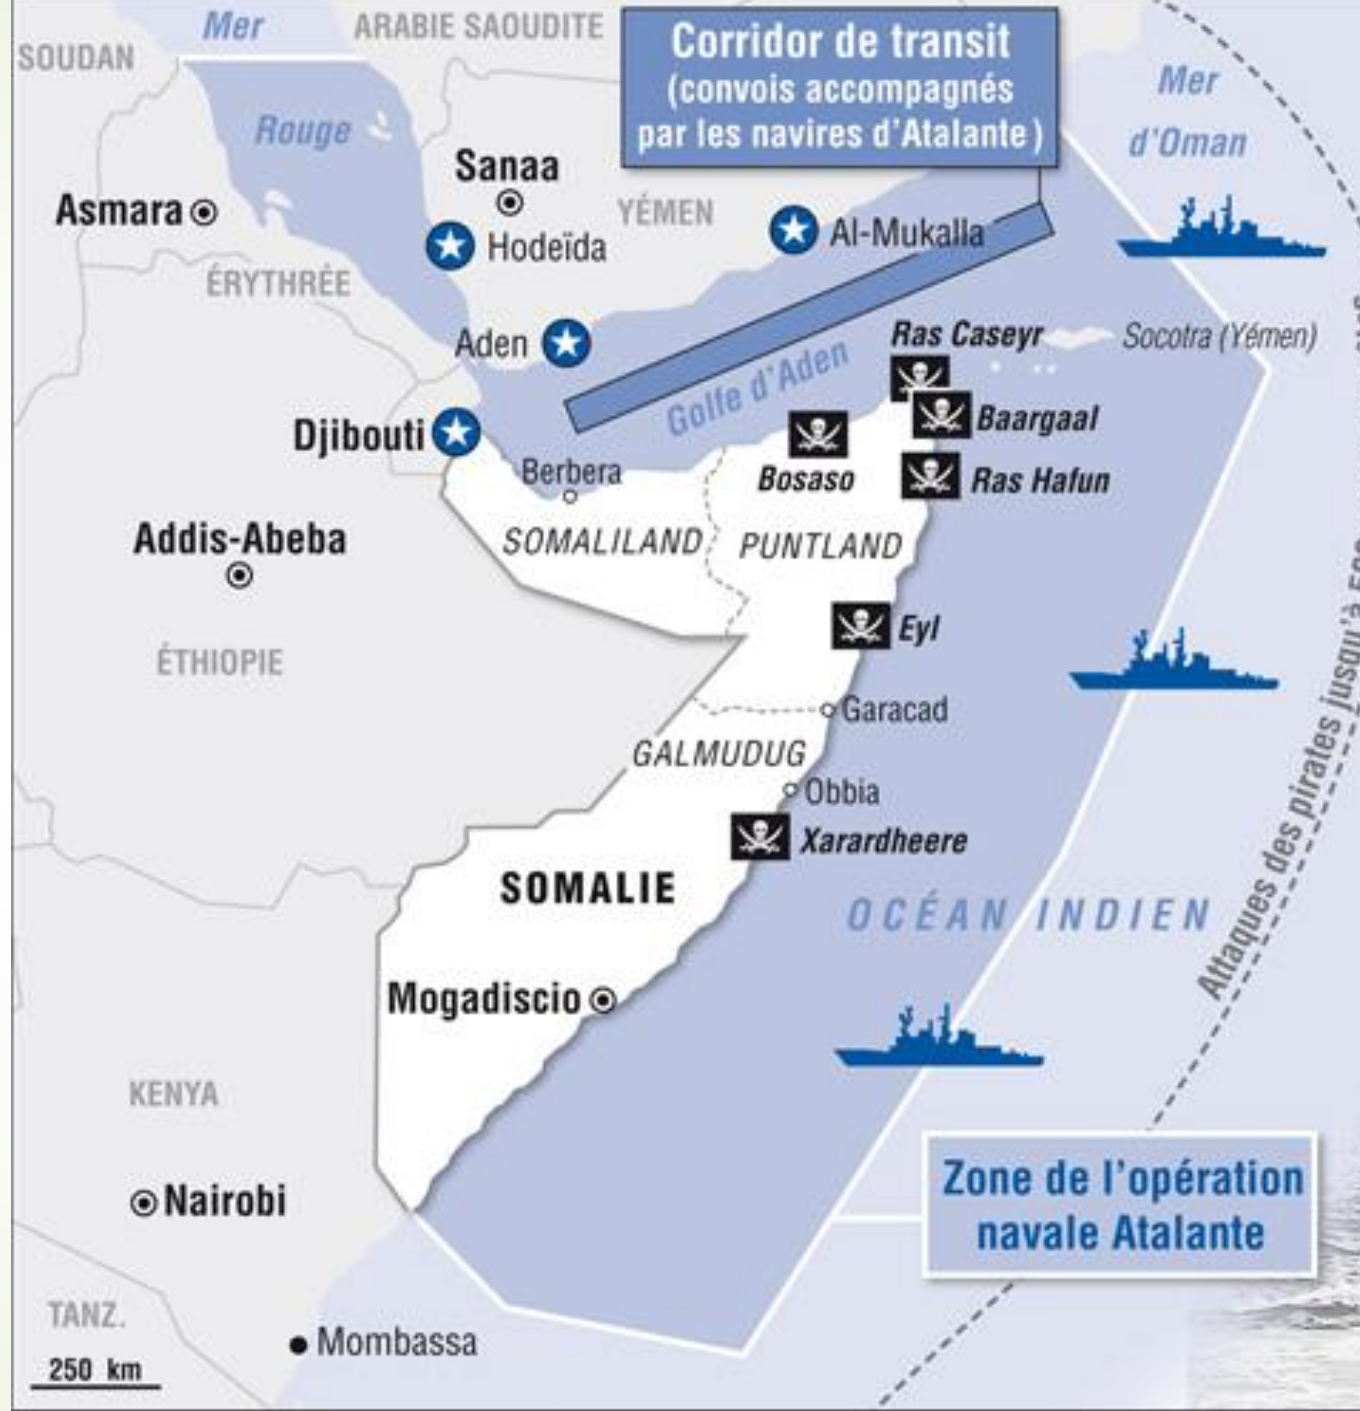 Mer
ARABIE SAOUDITE
SOUDAN
Corridor de transit
(convois accompagnés
par les navires d'Atalante)
Mer
d'Oman
Rouge
Sanaa
Asmara
YÉMEN
Hodeïda
Al-Mukalla
ÉRYTHRÉE
Aden
Ras Caseyr
Socotra (Yémen)
Golfe d'Aden
Djibouti
Baargaal
Berbera
Bosaso
Ras Hafun
Addis-Abeba
SOMALILAND
PUNTLAND
Eyl
ÉTHIOPIE
Garacad
GALMUDUG
Obbia
Xarardheere
SOMALIE
OCÉAN INDIEN
Attaques des pirates jusqu'à 500
Mogadiscio
KENYA
Zone de l'opération
navale Atalante
Nairobi
TANZ.
Mombassa
250 km